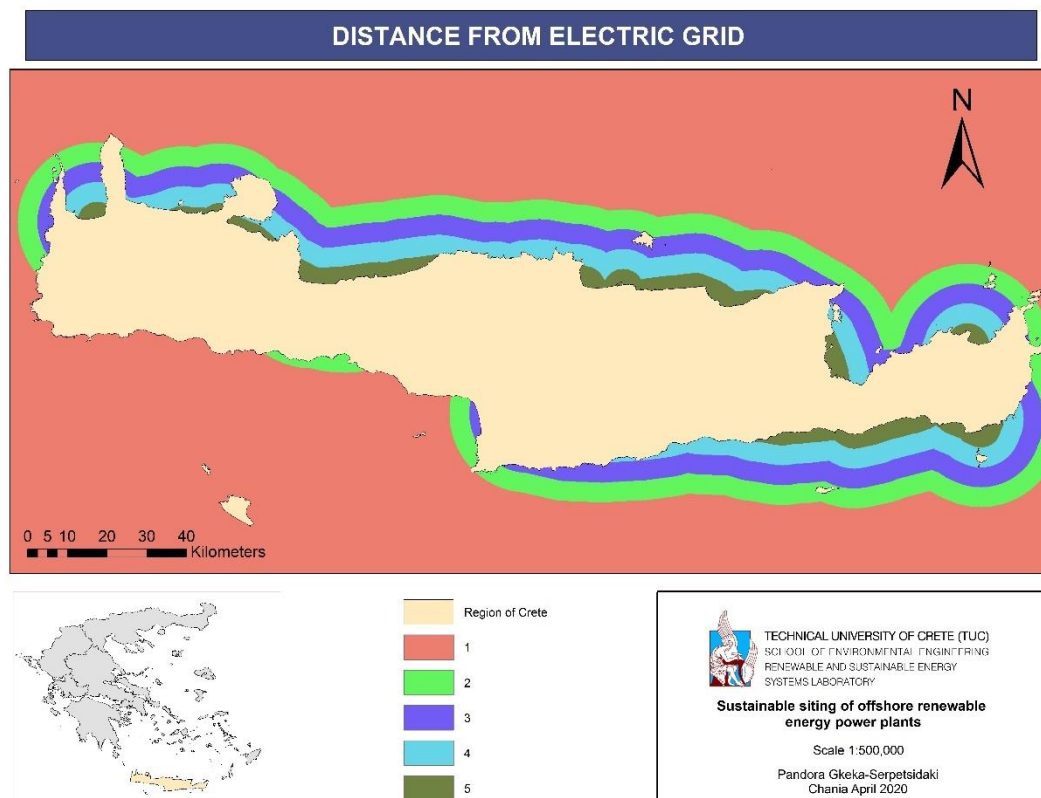 DISTANCE FROM ELECTRIC GRID
N
0 5 10 20 30 40
Kilometers
Region of Crete
1
2
3
4
5
TECHNICAL UNIVERSITY OF CRETE (TUC)
SCHOOL OF ENVIRONMENTAL ENGINEERING
RENEWABLE AND SUSTAINABLE ENERGY
SYSTEMS LABORATORY
Sustainable siting of offshore renewable
energy power plants
Scale 1:500,000
Pandora Gkeka-Serpetsidaki
Chania April 2020